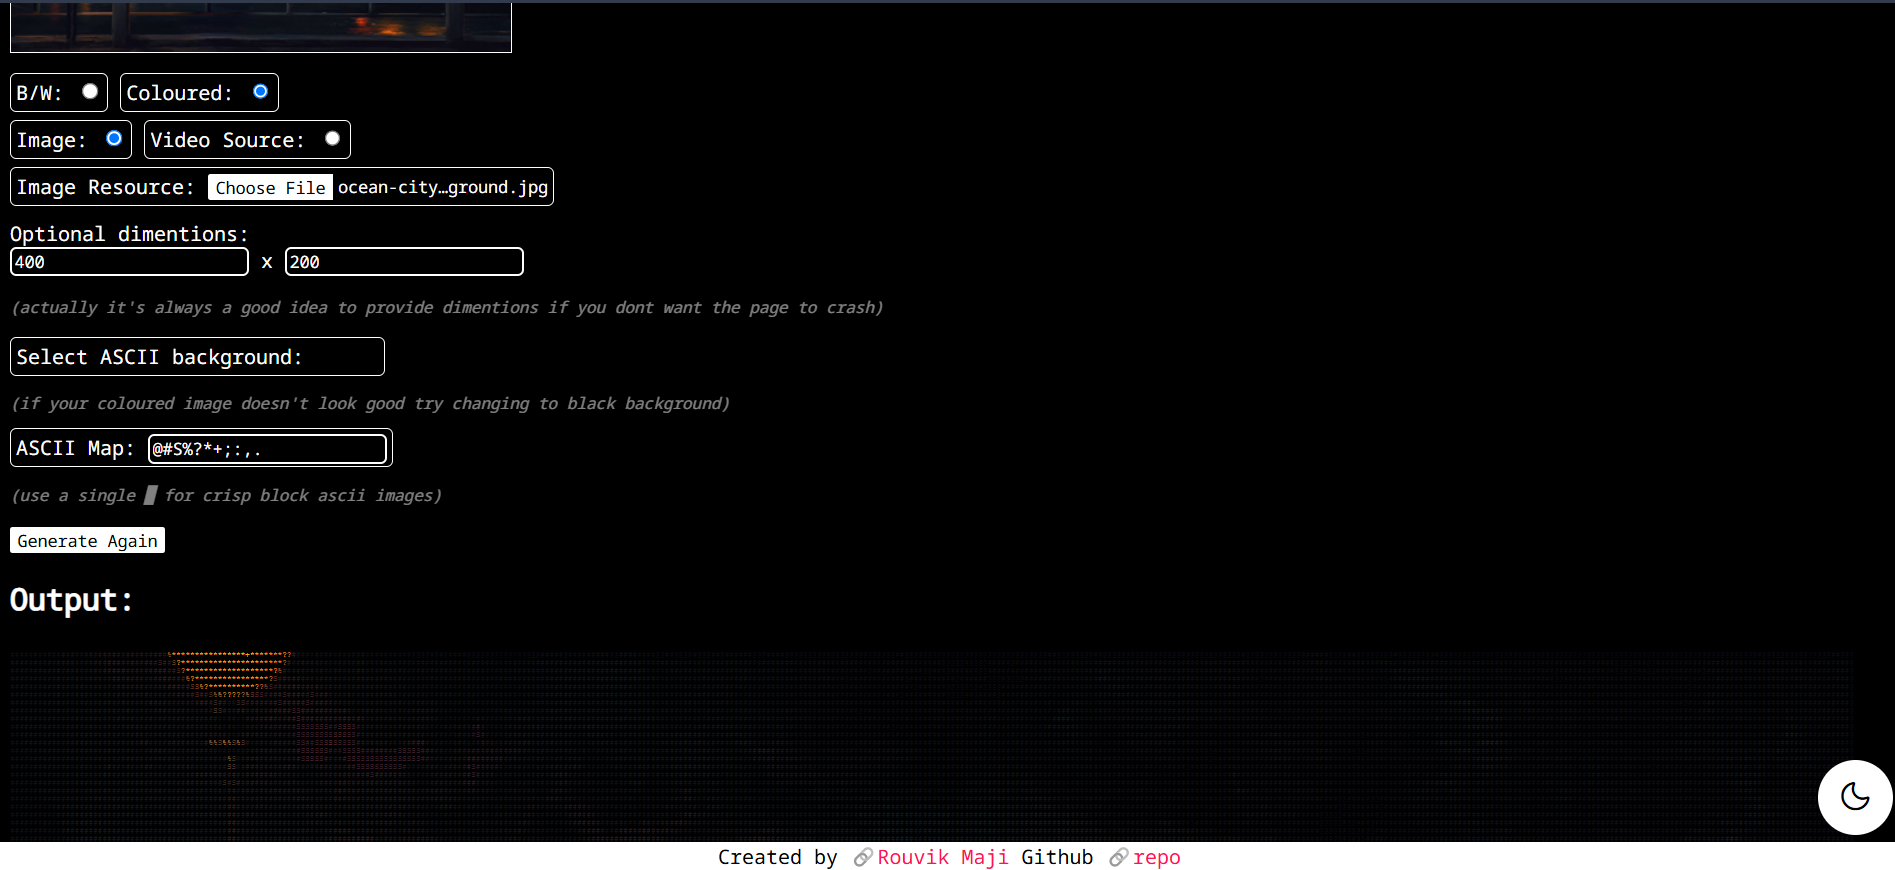 B/W:
Coloured:
Image:
Video Source:
Image Resource: Choose File ocean-city…ground.jpg
Optional dimentions:
400 x 200
(actually it's always a good idea to provide dimentions if you dont want the page to crash)
Select ASCII background:
(if your coloured image doesn't look good try changing to black background)
ASCII Map: @#S%?*+;:,.
(use a single █ for crisp block ascii images)
Generate Again
Output:
Created by 🔗Rouvik Maji Github 🔗repo